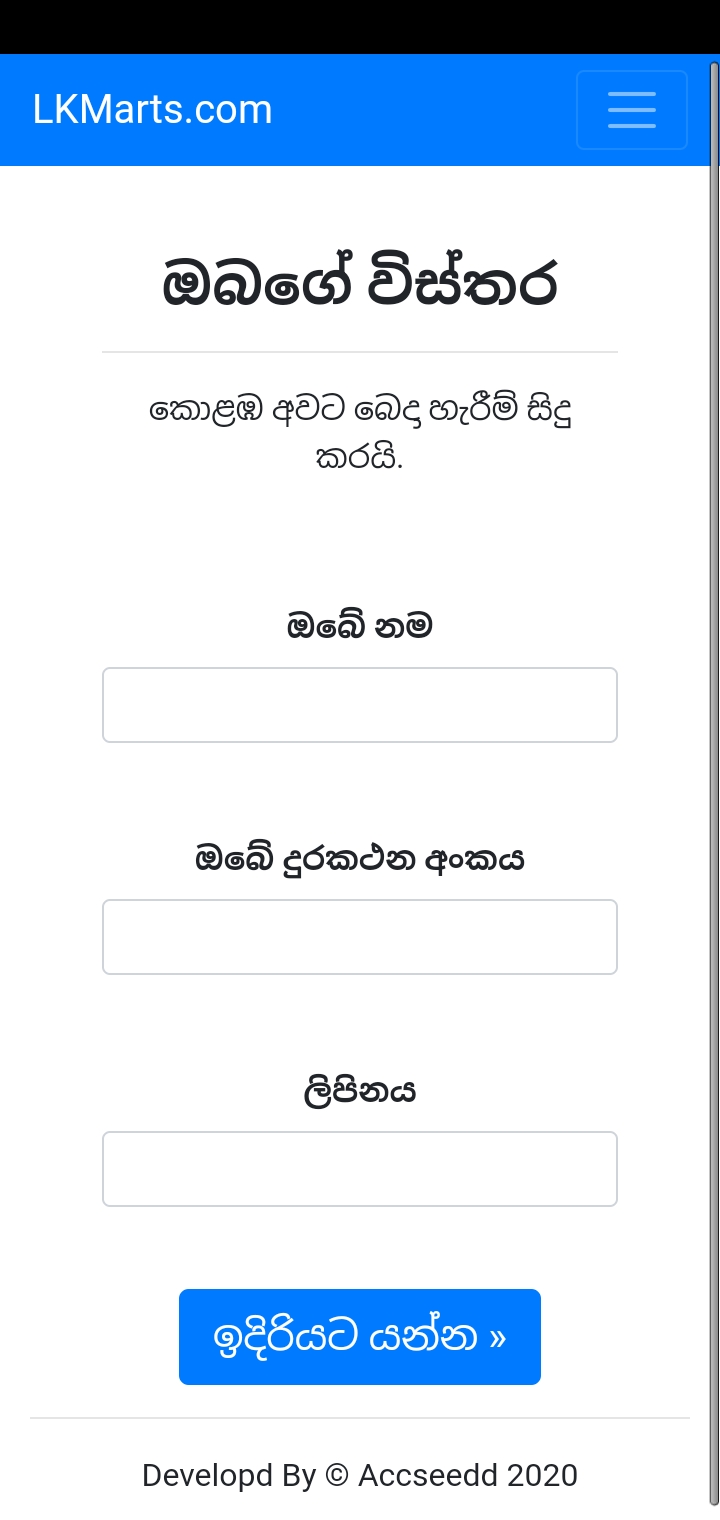 LKMarts.com
ඔබගේ විස්තර
කොළඹ අවට බෙදා හැරීම් සිදු
කරයි.
ඔබේ නම
ඔබේ දුරකථන අංකය
ලිපිනය
ඉදිරියට යන්න »
Developd By © Accseedd 2020